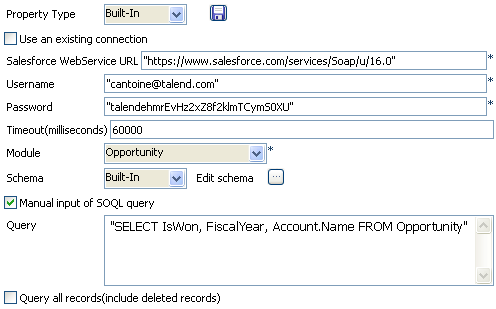 Property Type Built-In
Use an existing connection
Salesforce WebService URL "https://www.salesforce.com/services/Soap/u/16.0" *
Username "cantoine@talend.com" *
Password "talendehmrEvHz2xZ8f2klmTCymS0XU" *
Timeout(milliseconds) 60000
Module Opportunity *
Schema Built-In Edit schema ...
Manual input of SOQL query
Query "SELECT IsWon, FiscalYear, Account.Name FROM Opportunity"
Query all records(include deleted records)